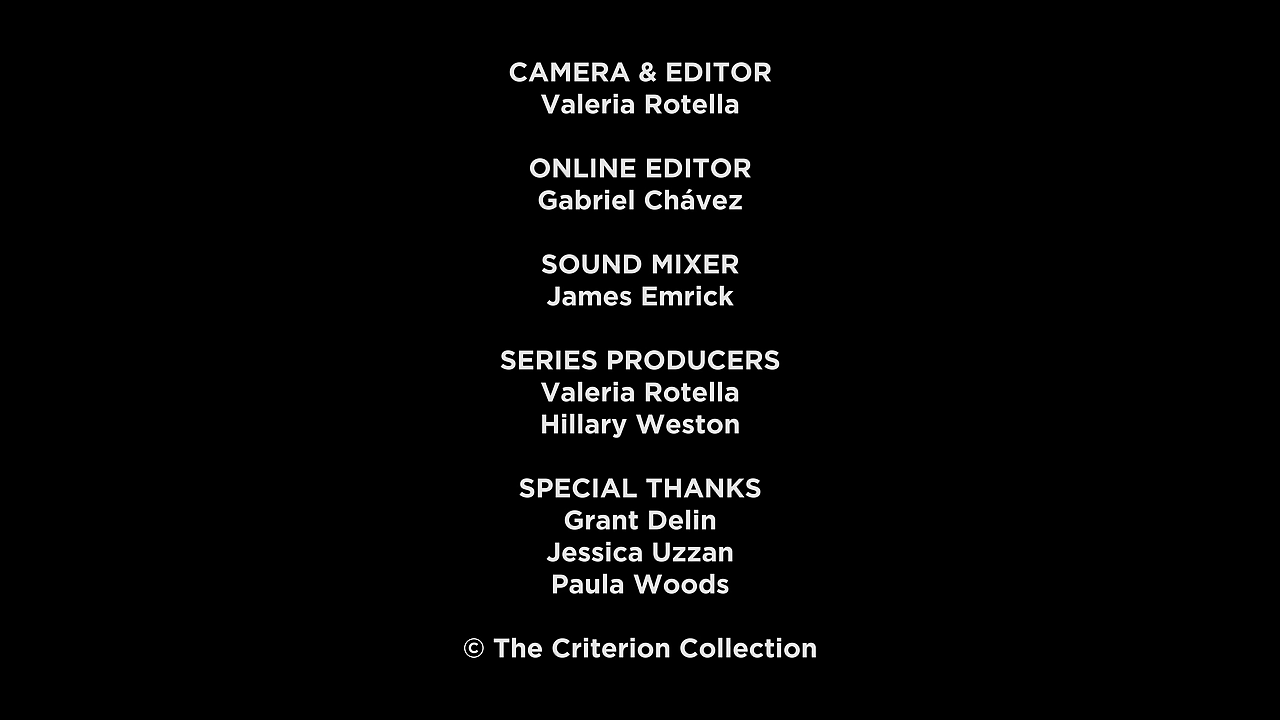 CAMERA & EDITOR
Valeria Rotella
ONLINE EDITOR
Gabriel Chávez
SOUND MIXER
James Emrick
SERIES PRODUCERS
Valeria Rotella
Hillary Weston
SPECIAL THANKS
Grant Delin
Jessica Uzzan
Paula Woods
© The Criterion Collection